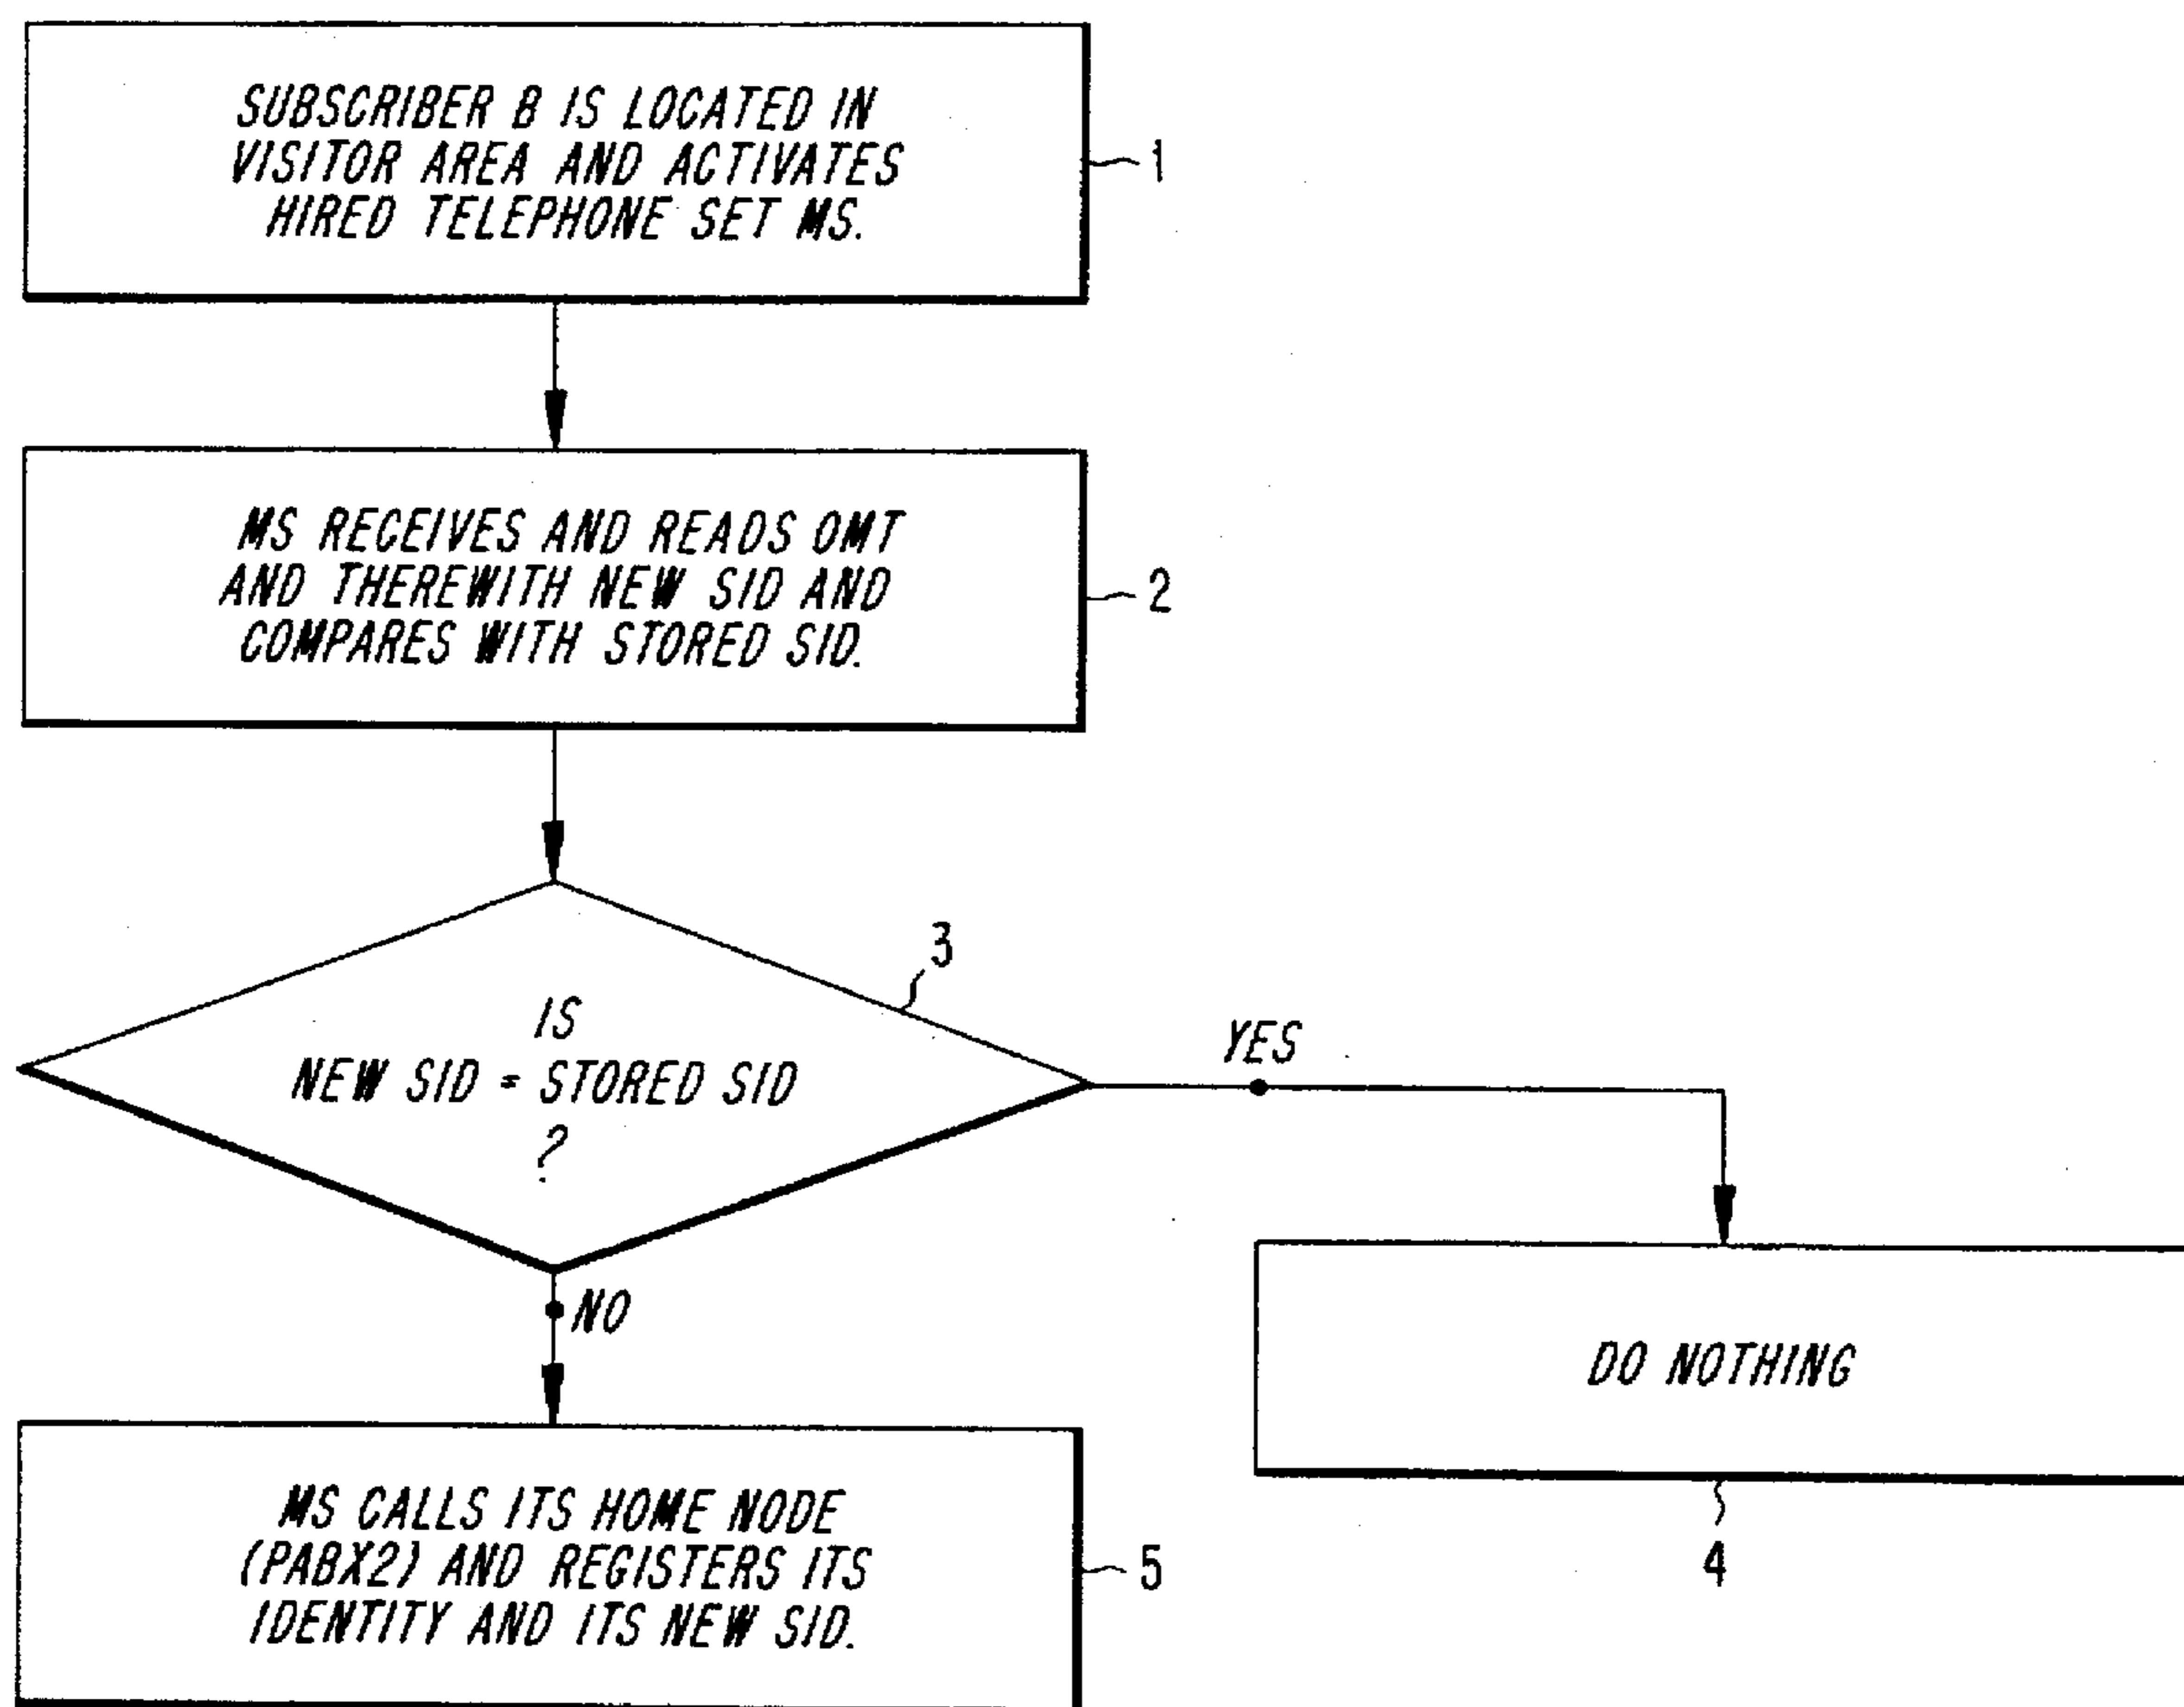 SUBSCRIBER B IS LOCATED IN
VISITOR AREA AND ACTIVATES
HIRED TELEPHONE SET MS.
1
MS RECEIVES AND READS OMT
AND THEREWITH NEW SID AND
COMPARES WITH STORED SID.
2
3
IS
NEW SID = STORED SID
?
YES
NO
DO NOTHING
4
MS CALLS ITS HOME NODE
(PABX2) AND REGISTERS ITS
IDENTITY AND ITS NEW SID.
5